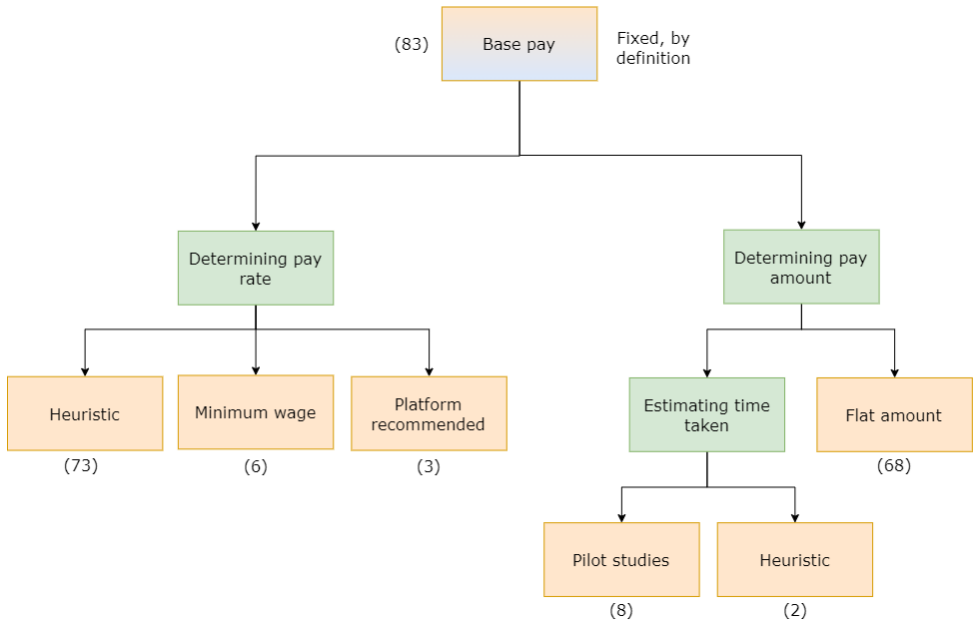 (83)
Base pay
Fixed, by
definition
Determining pay
rate
Determining pay
amount
Heuristic
Minimum wage
Platform
recommended
Estimating time
taken
Flat amount
(73)
(6)
(3)
(68)
Pilot studies
Heuristic
(8)
(2)